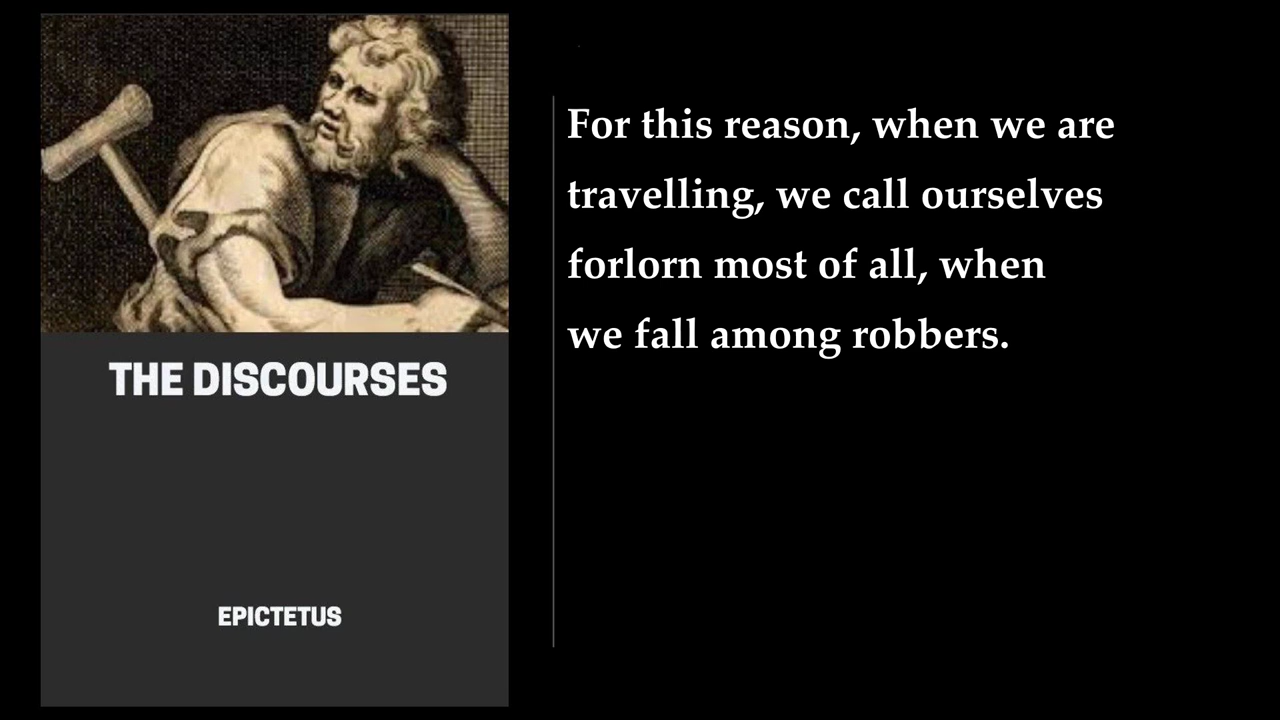 THE DISCOURSES
EPICTETUS
For this reason, when we are
travelling, we call ourselves
forlorn most of all, when
we fall among robbers.